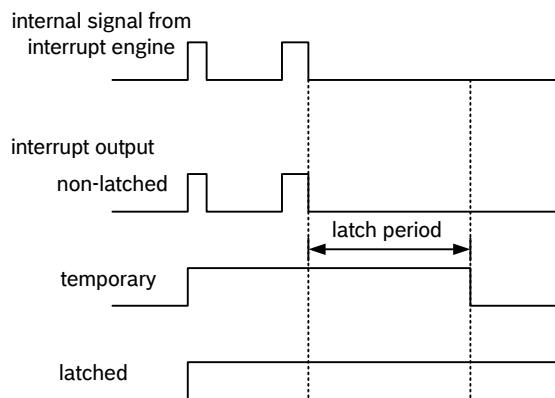 internal signal from
interrupt engine
interrupt output
non-latched
latch period
temporary
latched